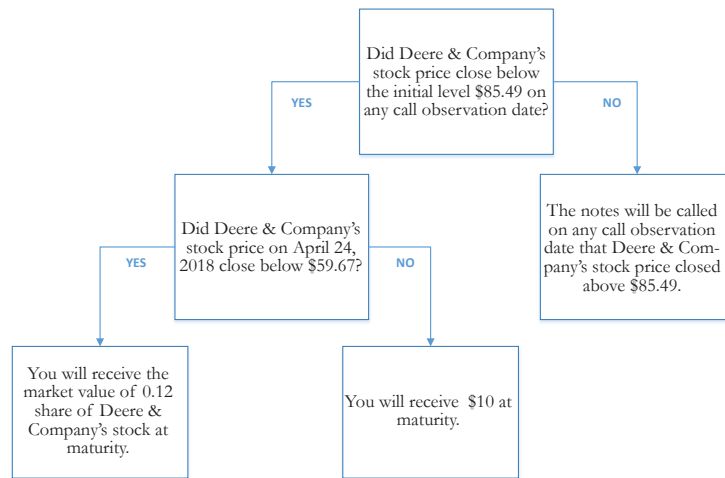 Did Deere & Company's
stock price close below
the initial level $85.49 on
any call observation date?
YES
NO
Did Deere & Company's
stock price on April 24,
2018 close below $59.67?
The notes will be called
on any call observation
date that Deere & Com-
pany's stock price closed
above $85.49.
YES
NO
You will receive the
market value of 0.12
share of Deere &
Company's stock at
maturity.
You will receive $10 at
maturity.